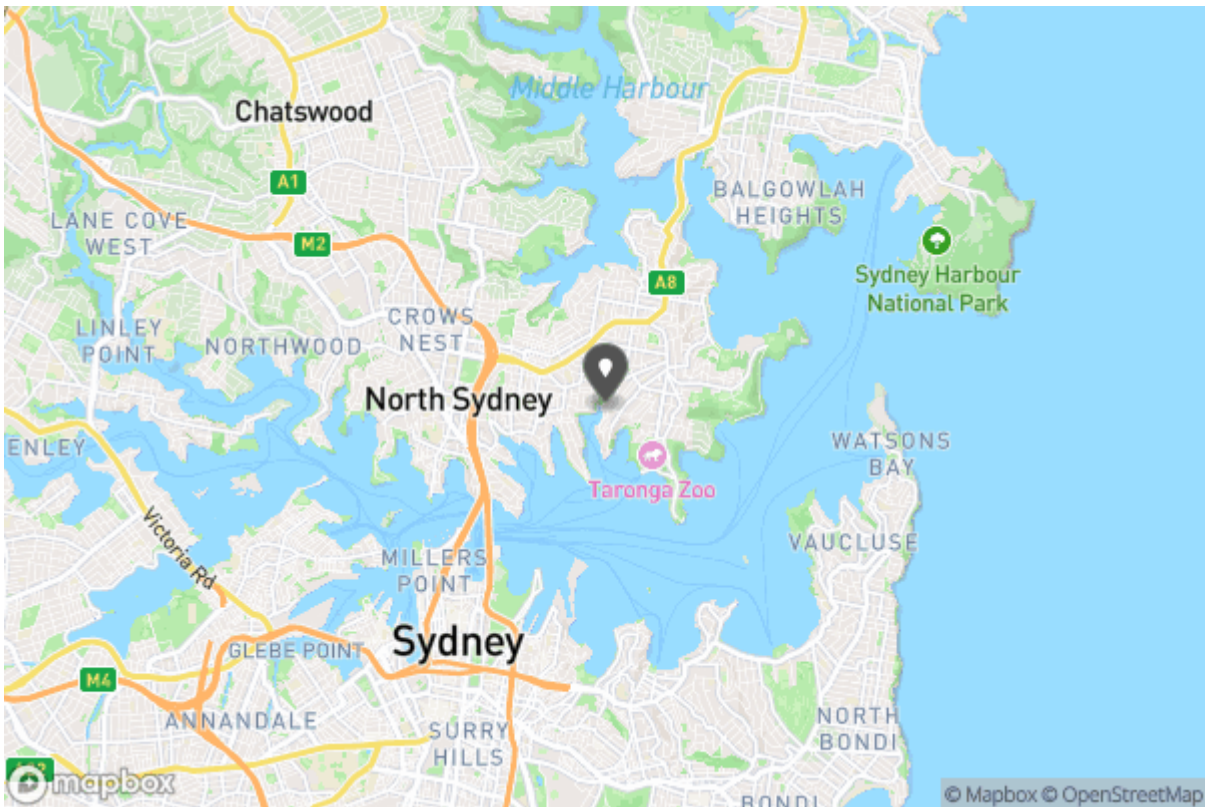 Middle Harbour
Chatswood
A1
BALGOWLAH
HEIGHTS
LANE COVE
WEST
M2
Sydney Harbour
National Park
A8
CROWS
NEST
LINLEY
POINT
NORTHWOOD
North Sydney
ENLEY
WATSONS
BAY
Taronga Zoo
Victoria Rd
VAUCLUSE
MILLERS
POINT
Sydney
GLEBE POINT
M4
ANNANDALE
SURRY
HILLS
NORTH
BONDI
mapbox
BONDI
© Mapbox © OpenStreetMap